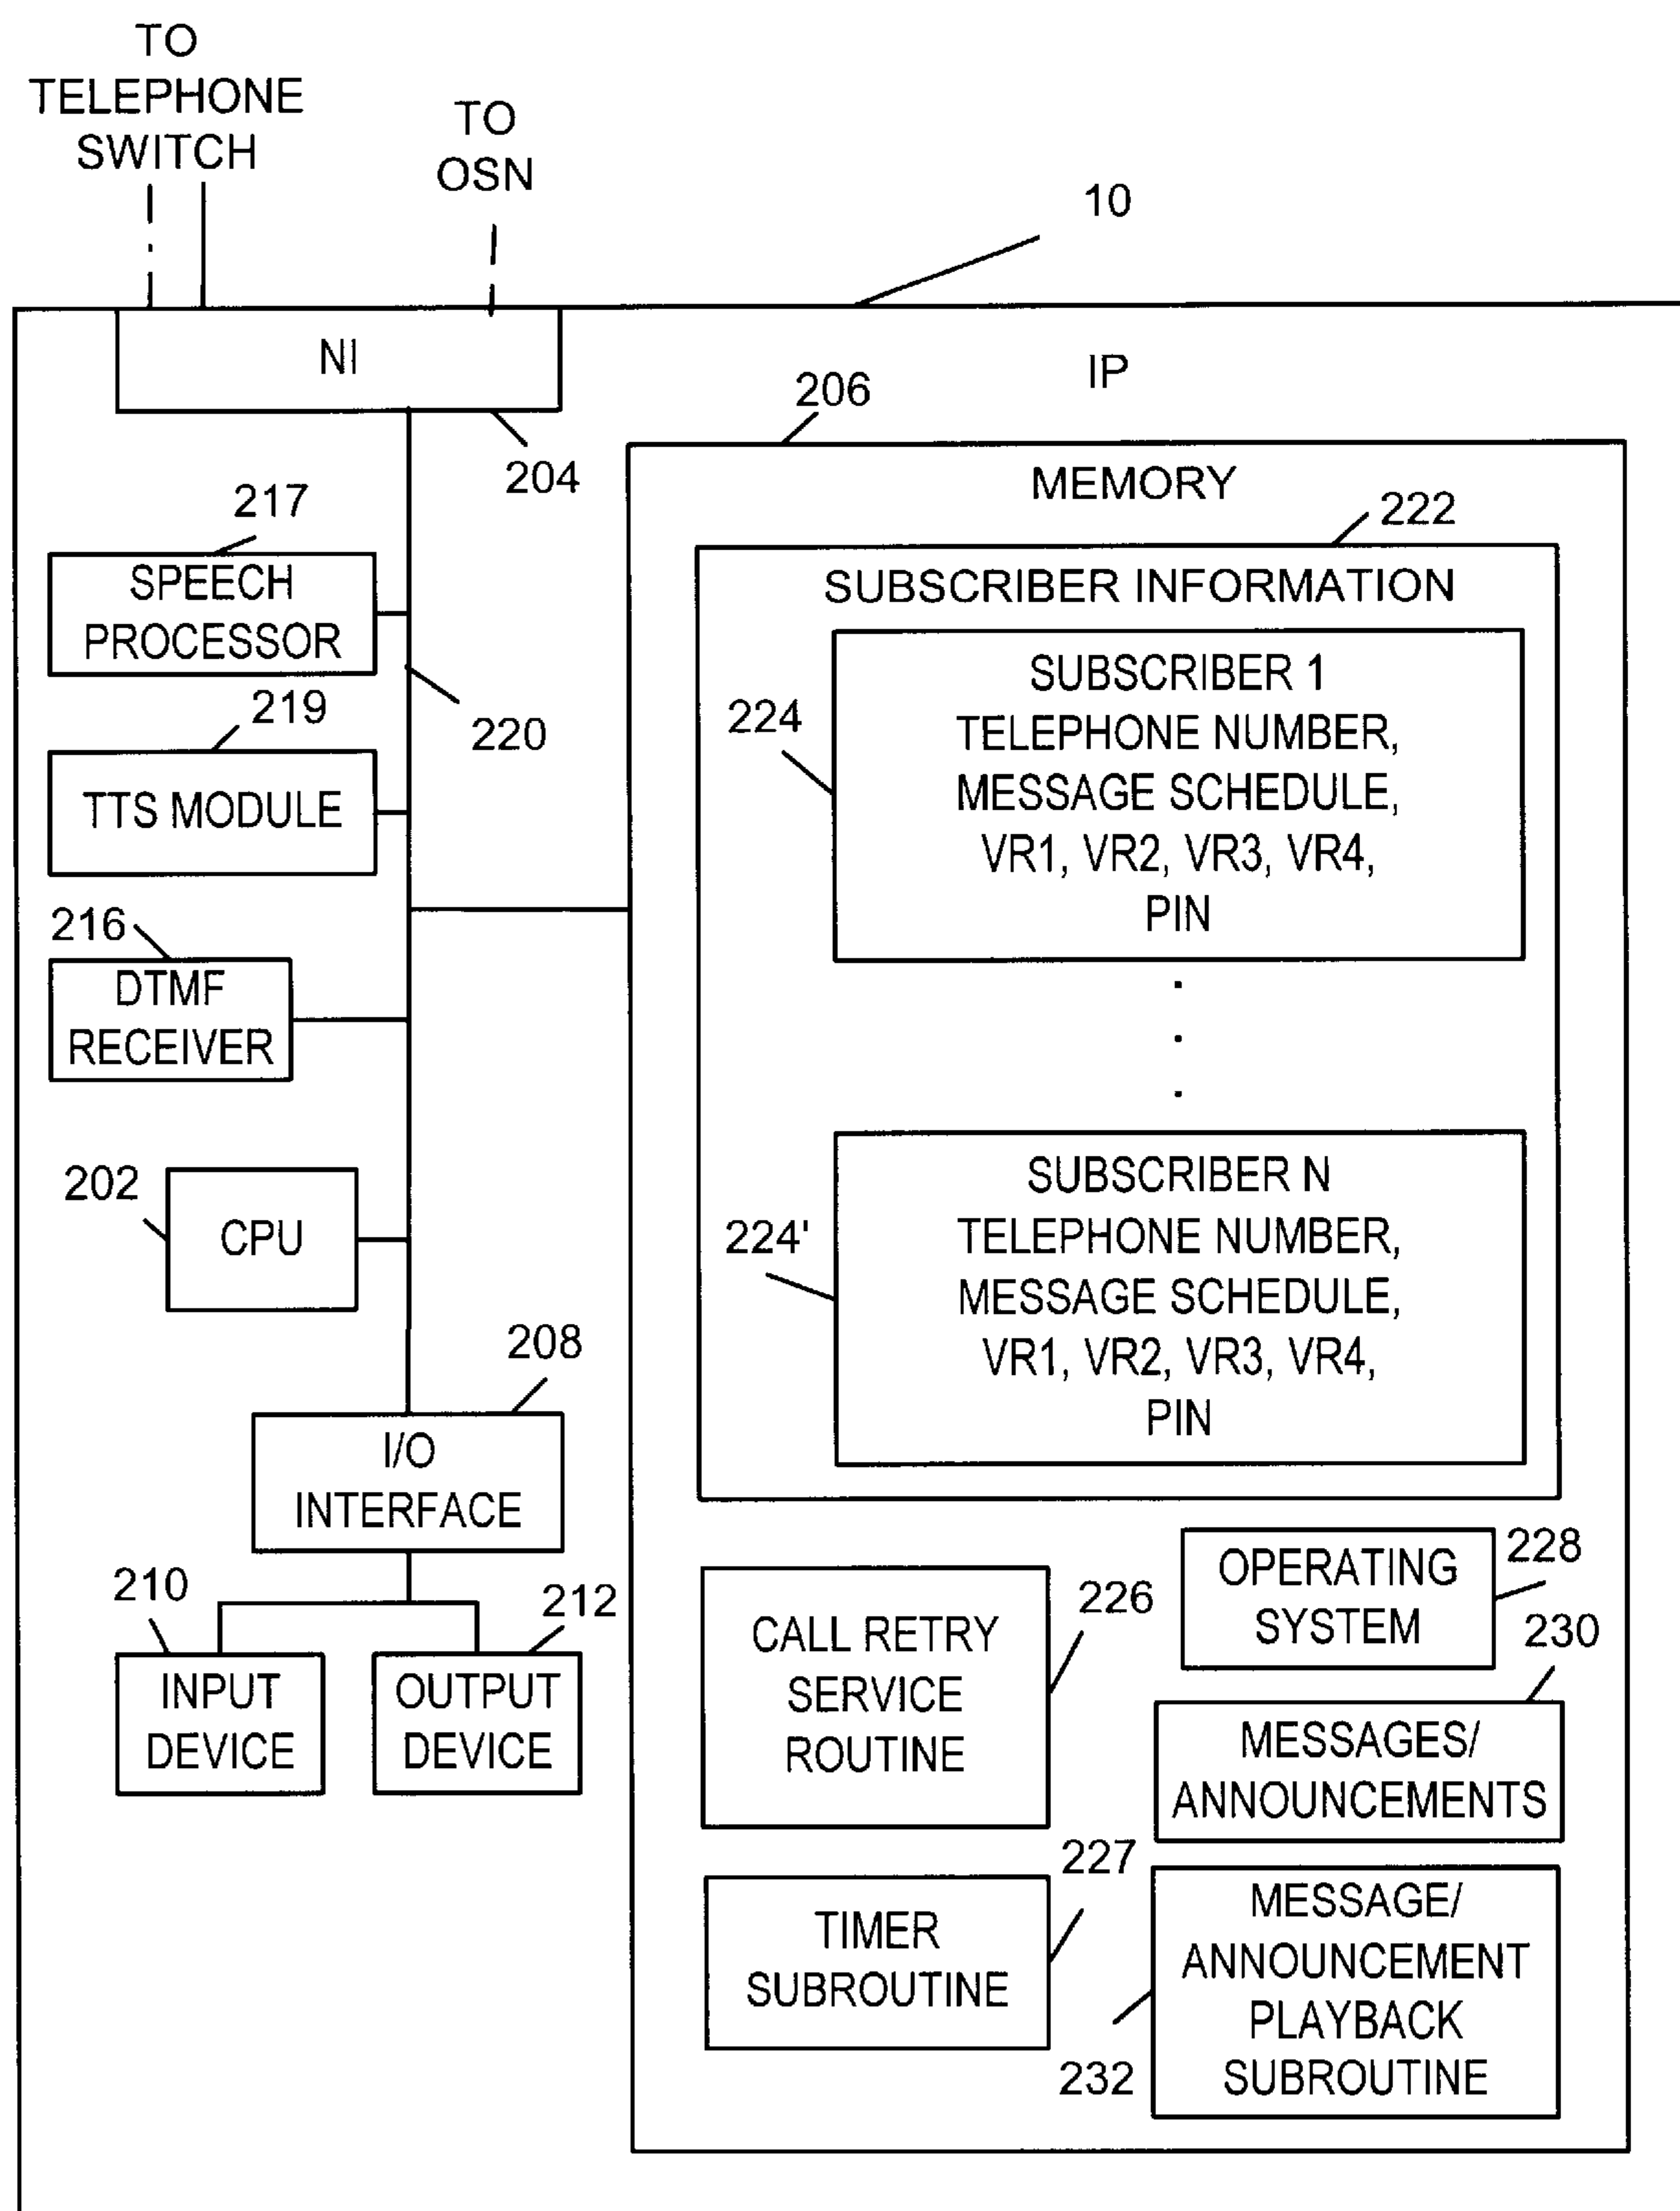 TO
TELEPHONE
SWITCH
TO
OSN
10
NI
IP
204
206
MEMORY
217
SPEECH
PROCESSOR
220
219
TTS MODULE
216
DTMF
RECEIVER
202
CPU
208
I/O
INTERFACE
210
INPUT
DEVICE
212
OUTPUT
DEVICE
222
SUBSCRIBER INFORMATION
224
SUBSCRIBER 1
TELEPHONE NUMBER,
MESSAGE SCHEDULE,
VR1, VR2, VR3, VR4,
PIN
.
.
.
224'
SUBSCRIBER N
TELEPHONE NUMBER,
MESSAGE SCHEDULE,
VR1, VR2, VR3, VR4,
PIN
CALL RETRY
SERVICE
ROUTINE
226
OPERATING
SYSTEM
228
230
MESSAGES/
ANNOUNCEMENTS
227
TIMER
SUBROUTINE
232
MESSAGE/
ANNOUNCEMENT
PLAYBACK
SUBROUTINE